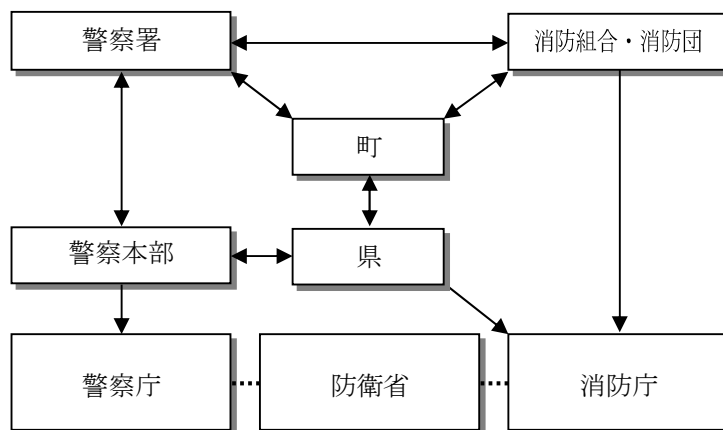 警察署
消防組合・消防団
町
警察本部
県
警察庁
防衛省
消防庁